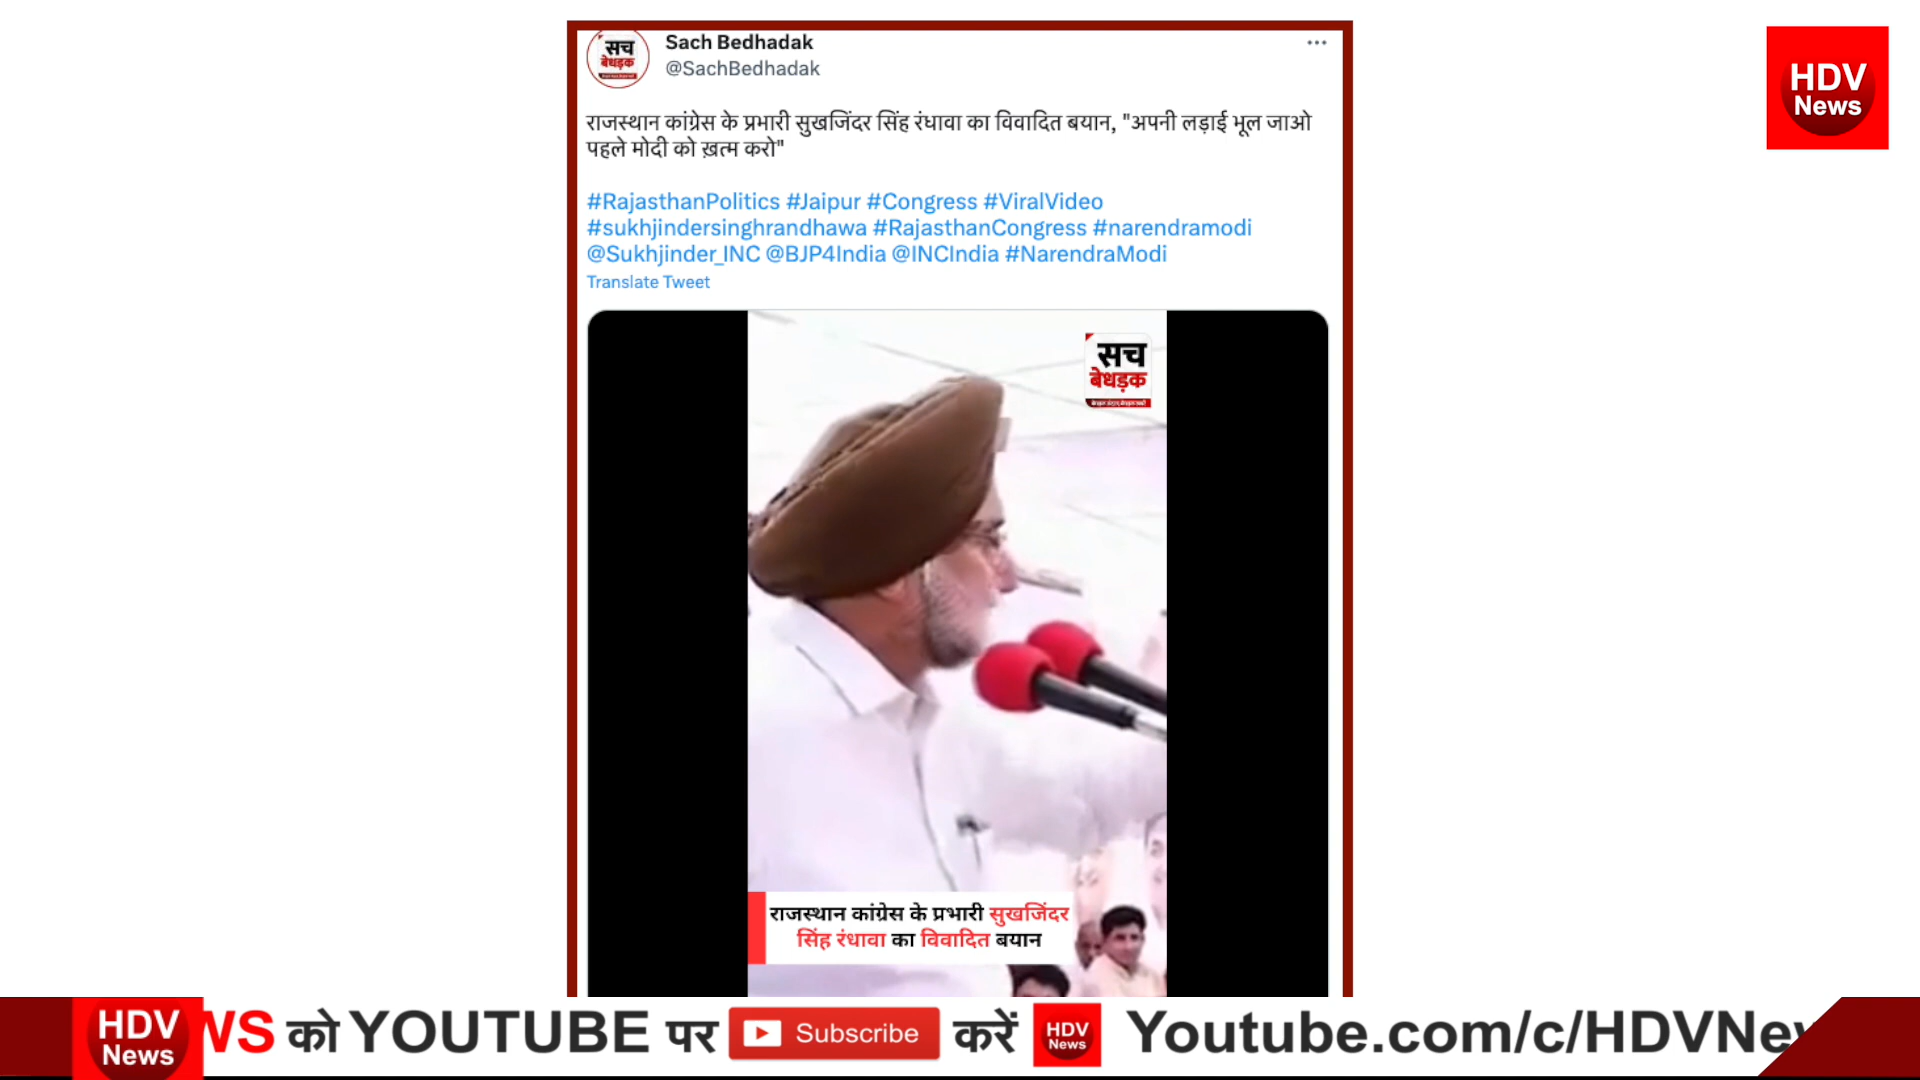 सच
बेधड़क
Sach Bedhadak
@SachBedhadak
राजस्थान कांग्रेस के प्रभारी सुखजिंदर सिंह रंधावा का विवादित बयान, "अपनी लड़ाई भूल जाओ
पहले मोदी को ख़त्म करो"
#RajasthanPolitics #Jaipur #Congress #ViralVideo
#sukhjindersinghrandhawa #RajasthanCongress #narendramodi
@Sukhjinder_INC @BJP4India @INCIndia #NarendraModi
Translate Tweet
HDV
News
सच
बेधड़क
राजस्थान कांग्रेस के प्रभारी सुखजिंदर
सिंह रंधावा का विवादित बयान
HDV
News
WS को YOUTUBE पर Subscribe करें
HDV
News
Youtube.com/c/HDVNe